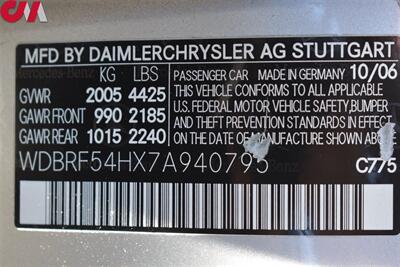 MFD BY DAIMLERCHRYSLER AG STUTTGART
KG LBS
GVWR 2005 4425
GAWR FRONT 990 2185
GAWR REAR 1015 2240
PASSENGER CAR MADE IN GERMANY 10/06
THIS VEHICLE CONFORMS TO ALL APPLICABLE
U.S. FEDERAL MOTOR VEHICLE SAFETY, BUMPER
AND THEFT PREVENTION STANDARDS IN EFFECT
ON THE DATE OF MANUFACTURE SHOWN ABOVE.
WDBRF54HX7A940795
C775